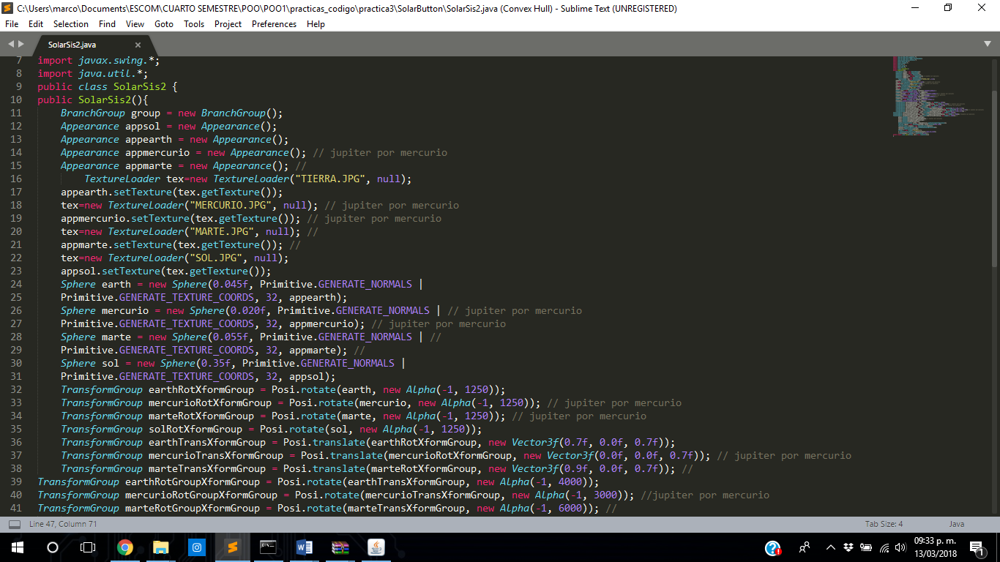 C:\Users\marco\Documents\ESCOM\CUARTO SEMESTRE\POO\POO1\practicas_codigo\practica3\SolarButton\SolarSis2.java (Convex Hull) - Sublime Text (UNREGISTERED)
File Edit Selection Find View Goto Tools Project Preferences Help
SolarSis2.java ×
7 import javax.swing.*;
8 import java.util.*;
9 public class SolarSis2 {
10 public SolarSis2(){
11 BranchGroup group = new BranchGroup();
12 Appearance appsol = new Appearance();
13 Appearance appearth = new Appearance();
14 Appearance appmercurio = new Appearance(); // jupiter por mercurio
15 Appearance appmarte = new Appearance(); //
16 TextureLoader tex=new TextureLoader("TIERRA.JPG", null);
17 appearth.setTexture(tex.getTexture());
18 tex=new TextureLoader("MERCURIO.JPG", null); // jupiter por mercurio
19 appmercurio.setTexture(tex.getTexture()); // jupiter por mercurio
20 tex=new TextureLoader("MARTE.JPG", null); //
21 appmarte.setTexture(tex.getTexture()); //
22 tex=new TextureLoader("SOL.JPG", null);
23 appsol.setTexture(tex.getTexture());
24 Sphere earth = new Sphere(0.045f, Primitive.GENERATE_NORMALS |
25 Primitive.GENERATE_TEXTURE_COORDS, 32, appearth);
26 Sphere mercurio = new Sphere(0.020f, Primitive.GENERATE_NORMALS | // jupiter por mercurio
27 Primitive.GENERATE_TEXTURE_COORDS, 32, appmercurio); // jupiter por mercurio
28 Sphere marte = new Sphere(0.055f, Primitive.GENERATE_NORMALS | //
29 Primitive.GENERATE_TEXTURE_COORDS, 32, appmarte); //
30 Sphere sol = new Sphere(0.35f, Primitive.GENERATE_NORMALS |
31 Primitive.GENERATE_TEXTURE_COORDS, 32, appsol);
32 TransformGroup earthRotXformGroup = Posi.rotate(earth, new Alpha(-1, 1250));
33 TransformGroup mercurioRotXformGroup = Posi.rotate(mercurio, new Alpha(-1, 1250)); // jupiter por mercurio
34 TransformGroup marteRotXformGroup = Posi.rotate(marte, new Alpha(-1, 1250)); // jupiter por mercurio
35 TransformGroup solRotXformGroup = Posi.rotate(sol, new Alpha(-1, 1250));
36 TransformGroup earthTransXformGroup = Posi.translate(earthRotXformGroup, new Vector3f(0.7f, 0.0f, 0.7f));
37 TransformGroup mercurioTransXformGroup = Posi.translate(mercurioRotXformGroup, new Vector3f(0.0f, 0.0f, 0.7f)); // jupiter por mercurio
38 TransformGroup marteTransXformGroup = Posi.translate(marteRotXformGroup, new Vector3f(0.9f, 0.0f, 0.7f)); //
39 TransformGroup earthRotGroupXformGroup = Posi.rotate(earthTransXformGroup, new Alpha(-1, 4000));
40 TransformGroup mercurioRotGroupXformGroup = Posi.rotate(mercurioTransXformGroup, new Alpha(-1, 3000)); //jupiter por mercurio
41 TransformGroup marteRotGroupXformGroup = Posi.rotate(marteTransXformGroup, new Alpha(-1, 6000)); //
Line 47, Column 71 Tab Size: 4 Java
09:33 p. m.
13/03/2018
1